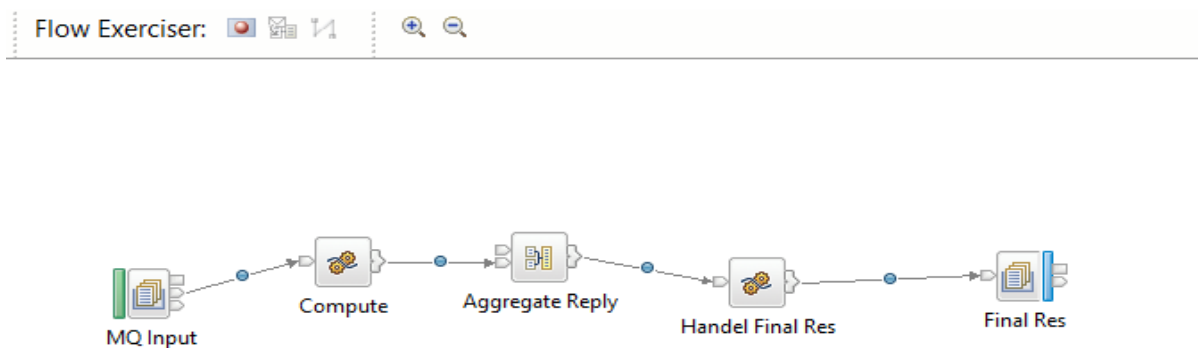 Flow Exerciser:
Compute
Aggregate Reply
MQ Input
Handel Final Res
Final Res